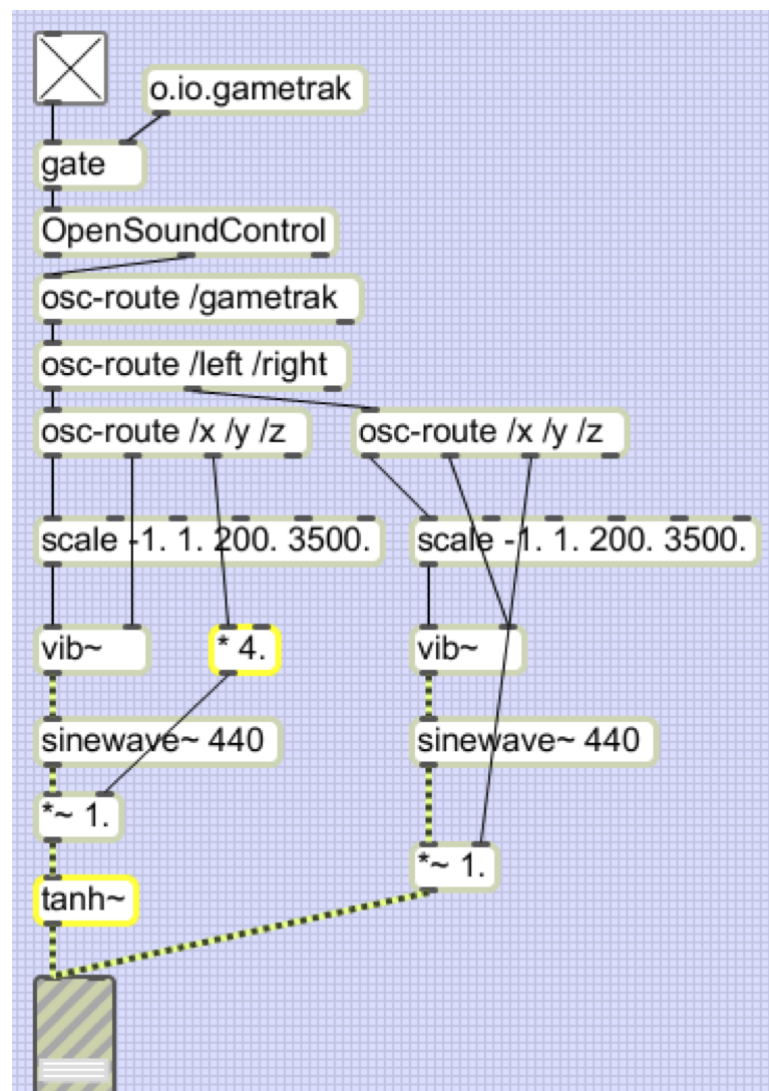 o.io.gametrak
gate
OpenSoundControl
osc-route /gametrak
osc-route /left /right
osc-route /x /y /z
osc-route /x /y /z
scale -1. 1. 200. 3500.
scale -1. 1. 200. 3500.
vib~
* 4.
vib~
sinewave~ 440
sinewave~ 440
*~ 1.
*~ 1.
tanh~